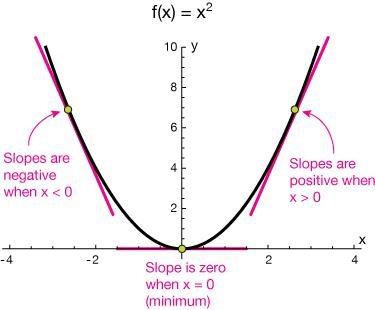 f(x) = x²
10
y
8
6
4
2
Slopes are
negative
when x < 0
Slopes are
positive when
x > 0
x
-4
-2
2
4
Slope is zero
when x = 0
(minimum)